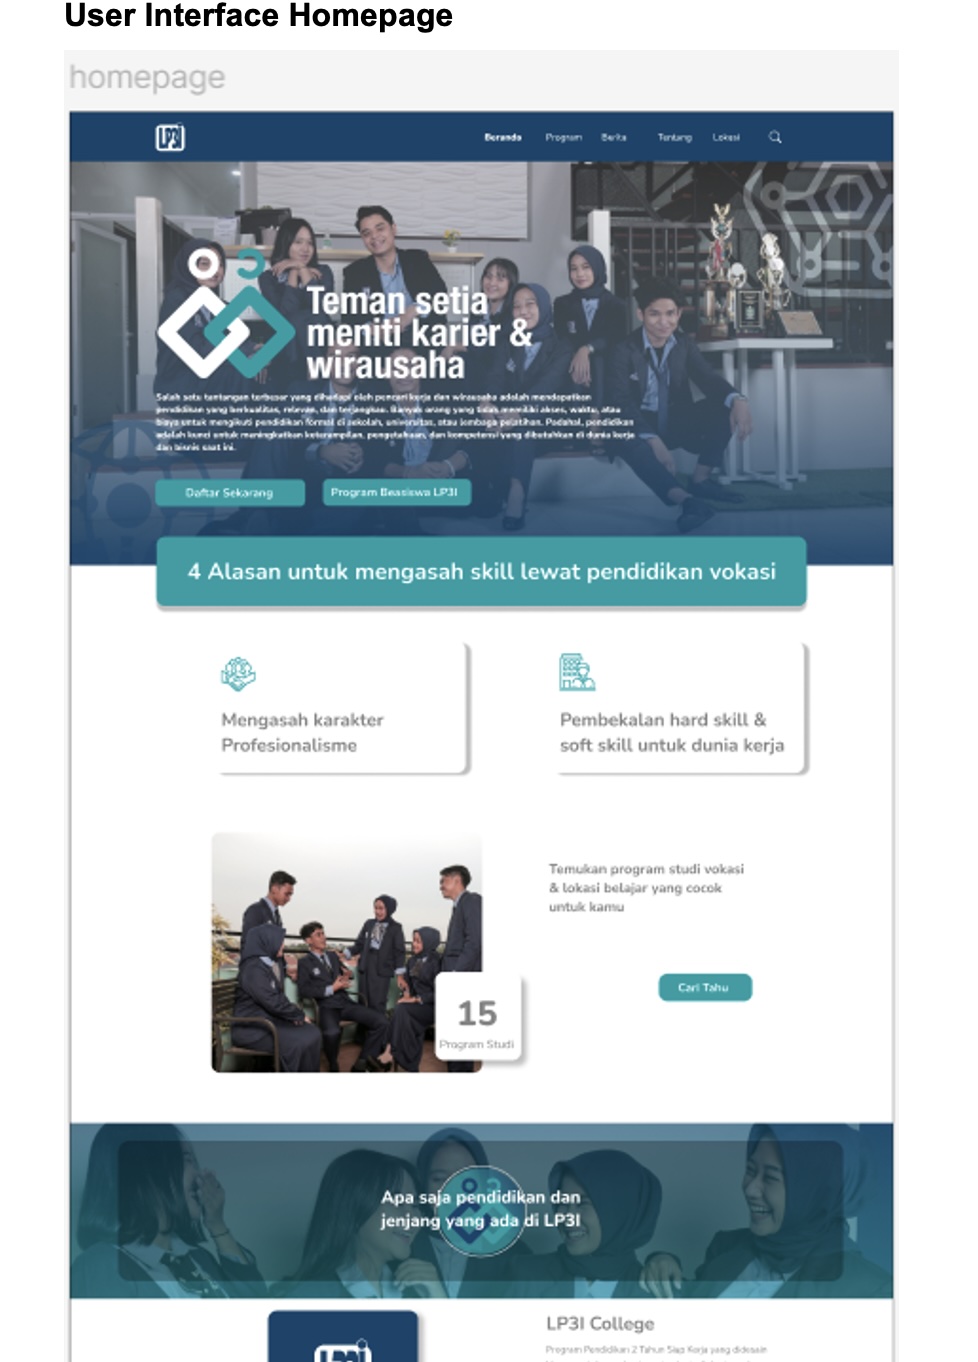 User Interface Homepage
homepage
LP3I
Beranda Program Berita Tentang Lokasi
Teman setia
meniti karier &
wirausaha
Salah satu tantangan terbesar yang dihadapi oleh pencari kerja dan wirausaha adalah mendapatkan
pendidikan yang berkualitas, relevan, dan terjangkau. Banyak orang yang tidak memiliki akses, waktu, atau
biaya untuk mengikuti pendidikan formal di sekolah, universitas, atau lembaga pelatihan. Padahal, pendidikan
adalah kunci untuk meningkatkan keterampilan, pengetahuan, dan kompetensi yang dibutuhkan di dunia kerja
dan bisnis saat ini.
Daftar Sekarang Program Beasiswa LP3I
4 Alasan untuk mengasah skill lewat pendidikan vokasi
Mengasah karakter
Profesionalisme
Pembekalan hard skill &
soft skill untuk dunia kerja
Temukan program studi vokasi
& lokasi belajar yang cocok
untuk kamu
Cari Tahu
15
Program Studi
Apa saja pendidikan dan
jenjang yang ada di LP3I
LP3I College
Program Pendidikan 2 Tahun Siap Kerja yang didesain